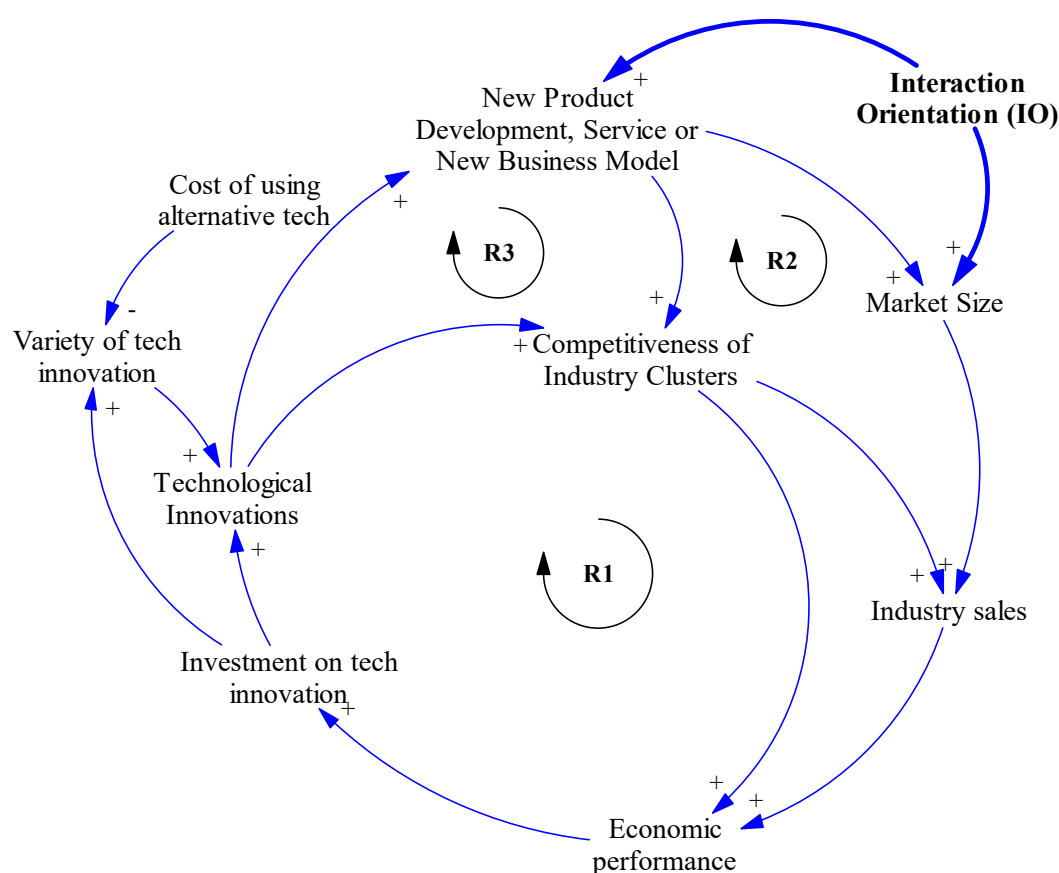 Interaction
Orientation (IO)
+
New Product
Development, Service or
New Business Model
Cost of using
alternative tech
+
R3
R2
+
+
Market Size
-
+
Variety of tech
innovation
+
+
Competitiveness of
Industry Clusters
+
Technological
Innovations
+
R1
+
+
Industry sales
Investment on tech
innovation
+
+
+
Economic
performance